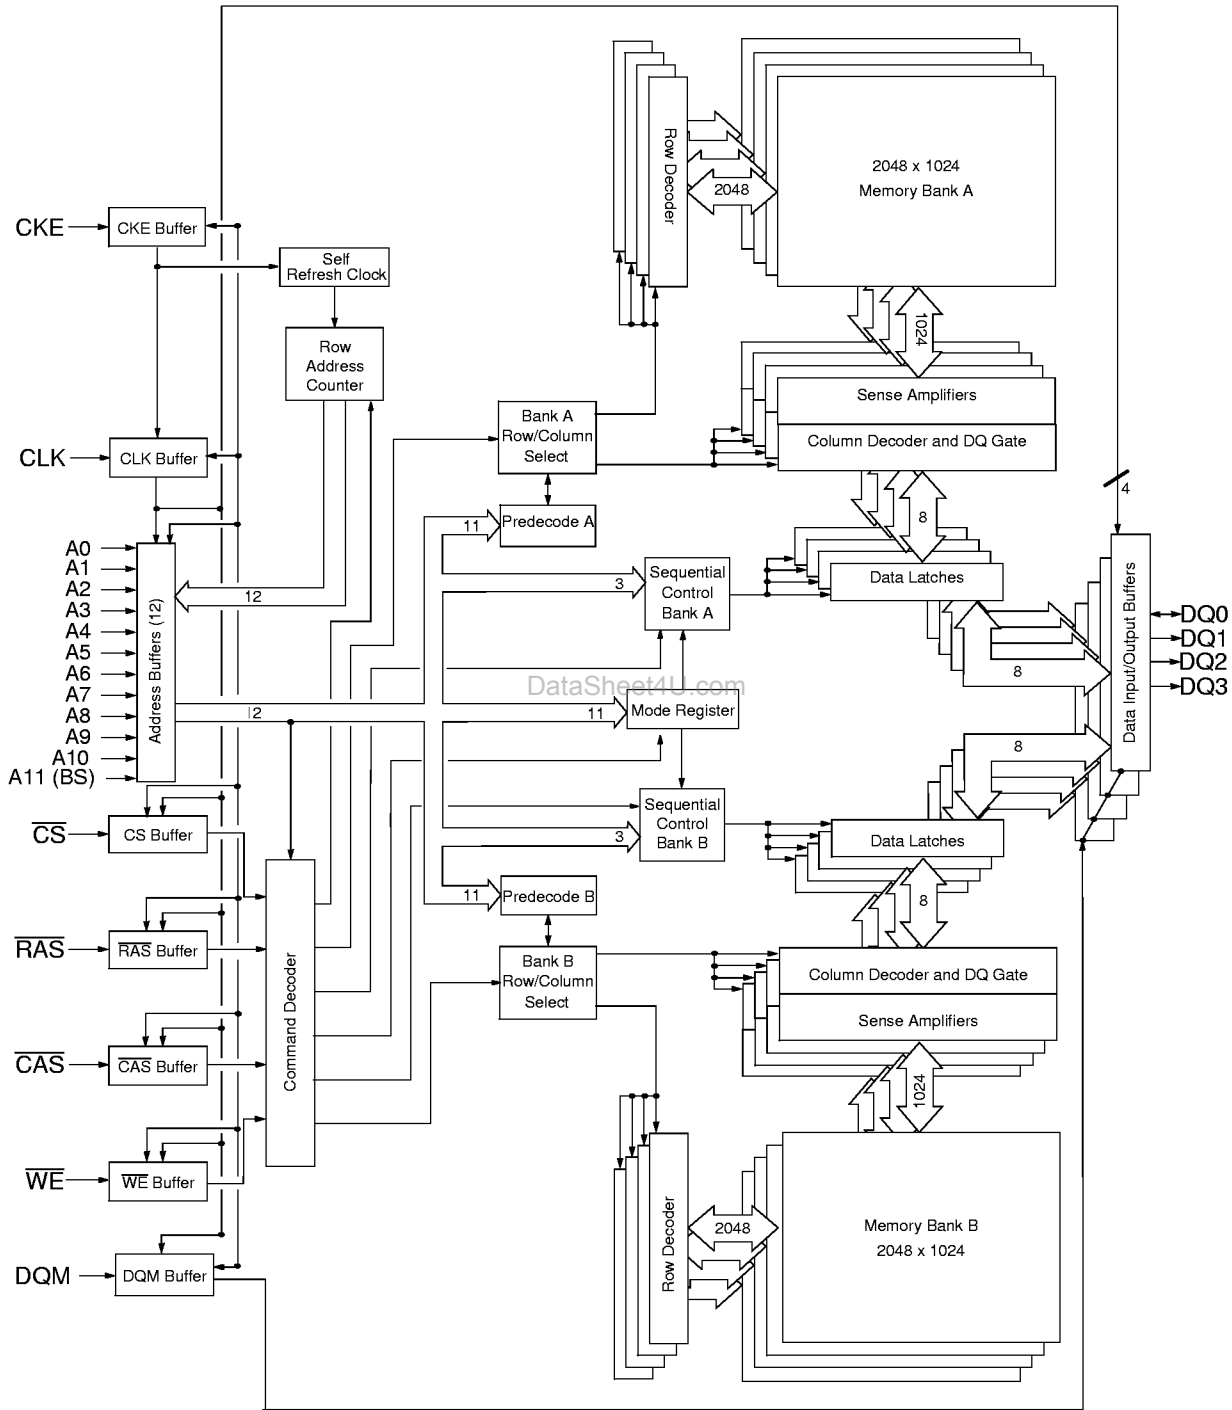 CKE
CKE Buffer
Self
Refresh Clock
Row
Address
Counter
CLK
CLK Buffer
A0
A1
A2
A3
A4
A5
A6
A7
A8
A9
A10
A11 (BS)
Address Buffers (12)
12
12
CS
CS Buffer
RAS
RAS Buffer
CAS
CAS Buffer
WE
WE Buffer
DQM
DQM Buffer
Command Decoder
Bank A
Row/Column
Select
11
Predecode A
3
Sequential
Control
Bank A
DataSheet4U.com
11
Mode Register
3
Sequential
Control
Bank B
11
Predecode B
Bank B
Row/Column
Select
Row Decoder
2048
2048 x 1024
Memory Bank A
1024
Sense Amplifiers
Column Decoder and DQ Gate
8
Data Latches
8
8
Data Latches
8
Column Decoder and DQ Gate
Sense Amplifiers
1024
Row Decoder
2048
Memory Bank B
2048 x 1024
4
Data Input/Output Buffers
DQ0
DQ1
DQ2
DQ3